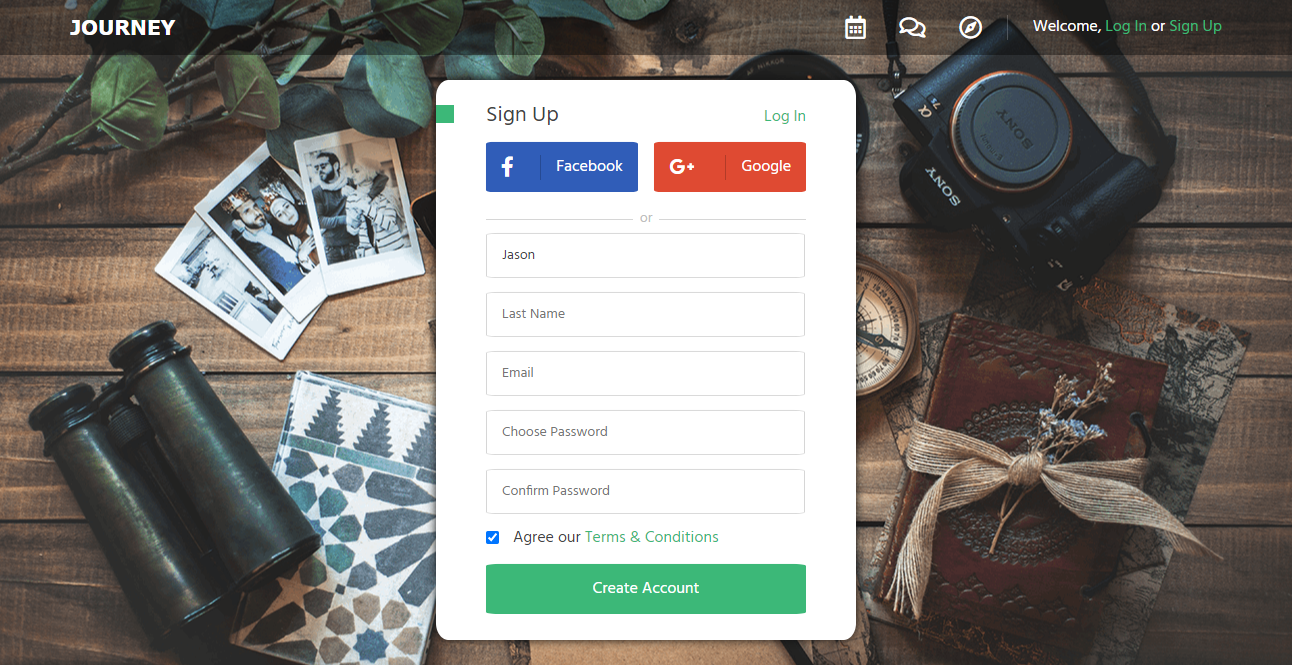 JOURNEY
Welcome, Log In or Sign Up
Sign Up
Log In
Facebook
G+ Google
or
Jason
Last Name
Email
Choose Password
Confirm Password
Agree our Terms & Conditions
Create Account
SONY
SONY
α7s